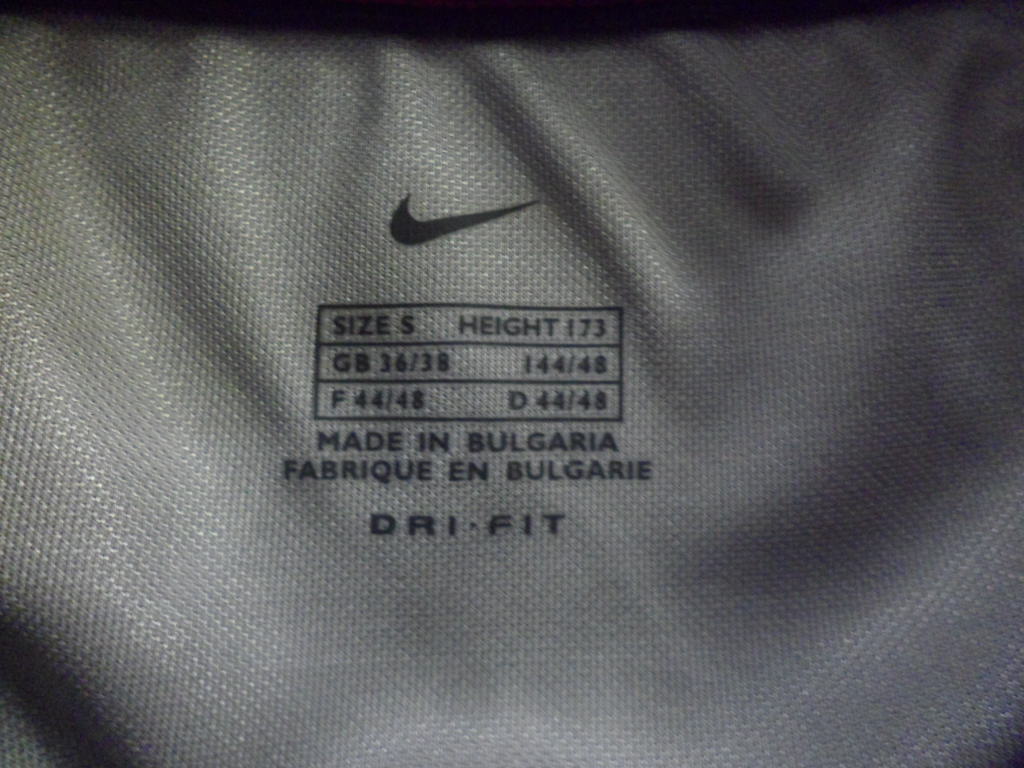 SIZE S HEIGHT 173
GB 36/38 I44/48
F 44/48 D 44/48
MADE IN BULGARIA
FABRIQUE EN BULGARIE
DRI·FIT